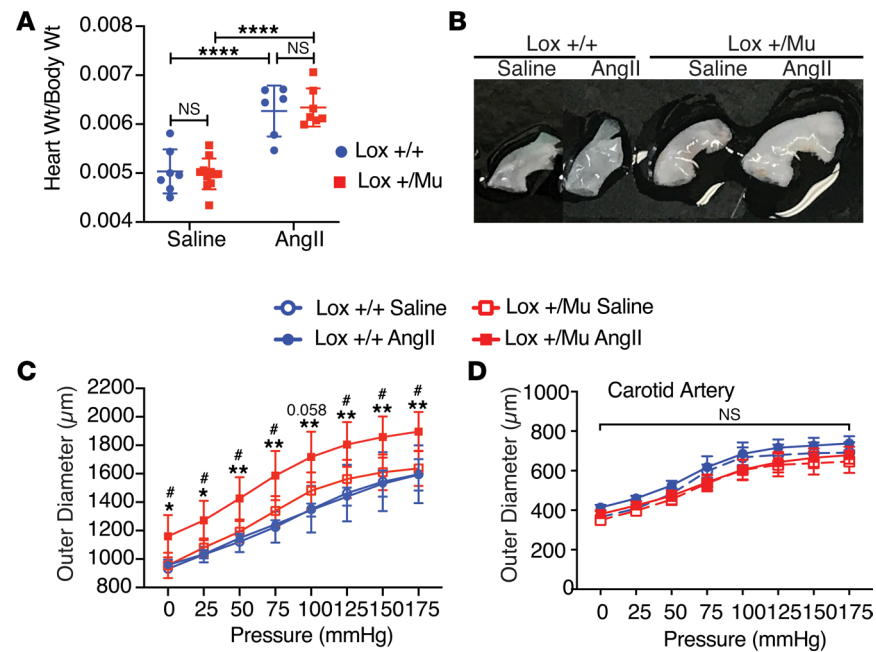 A
Heart Wt/Body Wt
0.008
0.007
0.006
0.005
0.004
****
****
NS
NS
Saline
AngII
Lox +/+
Lox +/Mu
B
Lox +/+
Lox +/Mu
Saline
AngII
Saline
AngII
Lox +/+ Saline
Lox +/Mu Saline
Lox +/+ AngII
Lox +/Mu AngII
C
Outer Diameter (µm)
2200
2000
1800
1600
1400
1200
1000
800
#
*
#
*
#
**
#
**
0.058
**
#
**
#
**
#
**
0 25 50 75 100 125 150 175
Pressure (mmHg)
D
Carotid Artery
NS
Outer Diameter (µm)
1000
800
600
400
200
0
0 25 50 75 100 125 150 175
Pressure (mmHg)